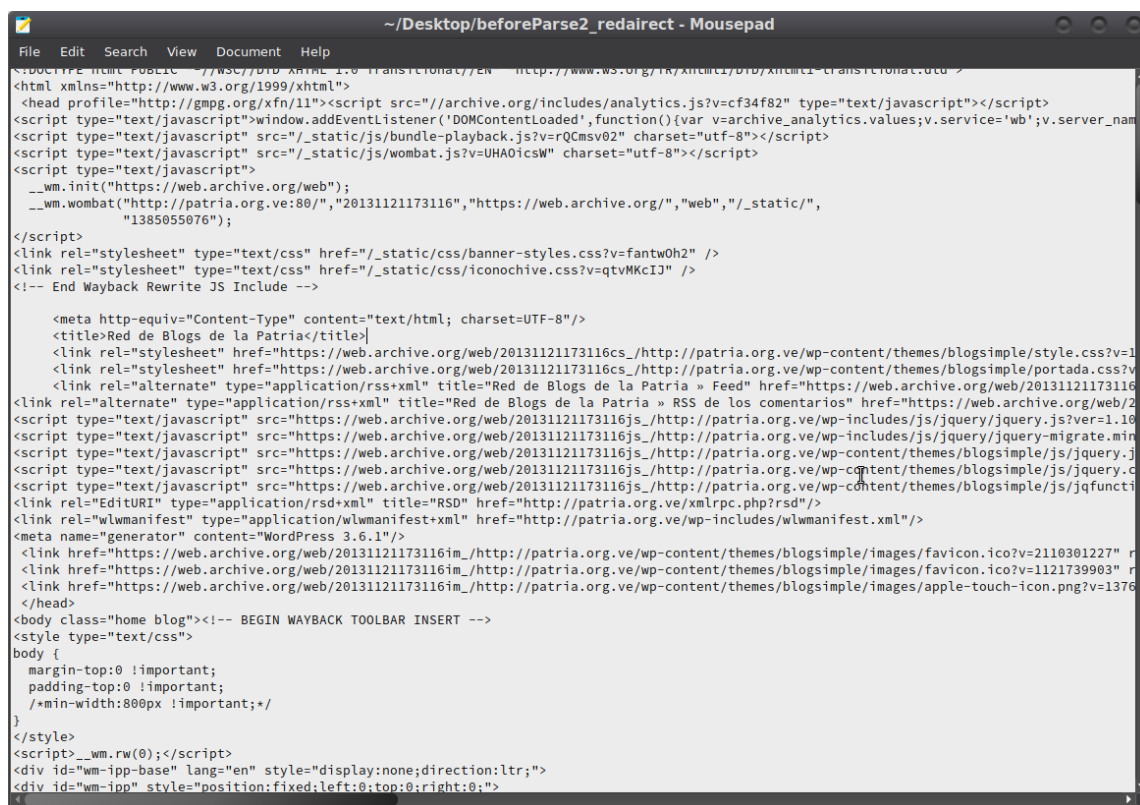 ~/Desktop/beforeParse2_redairect - Mousepad
File Edit Search View Document Help
<!DOCTYPE html PUBLIC "-//W3C//DTD XHTML 1.0 Transitional//EN" "http://www.w3.org/TR/xhtml1/DTD/xhtml1-transitional.dtd">
<html xmlns="http://www.w3.org/1999/xhtml">
<head profile="http://gmpg.org/xfn/11"><script src="//archive.org/includes/analytics.js?v=cf34f82" type="text/javascript"></script>
<script type="text/javascript">window.addEventListener('DOMContentLoaded',function(){var v=archive_analytics.values;v.service='wb';v.server_nam
<script type="text/javascript" src="/_static/js/bundle-playback.js?v=rQCmsv02" charset="utf-8"></script>
<script type="text/javascript" src="/_static/js/wombat.js?v=UHAOicsW" charset="utf-8"></script>
<script type="text/javascript">
__wm.init("https://web.archive.org/web");
__wm.wombat("http://patria.org.ve:80/","20131121173116","https://web.archive.org/","web","/_static/",
"1385055076");
</script>
<link rel="stylesheet" type="text/css" href="/_static/css/banner-styles.css?v=fantwOh2" />
<link rel="stylesheet" type="text/css" href="/_static/css/iconochive.css?v=qtvMKcIJ" />
<!-- End Wayback Rewrite JS Include -->
<meta http-equiv="Content-Type" content="text/html; charset=UTF-8"/>
<title>Red de Blogs de la Patria</title>
<link rel="stylesheet" href="https://web.archive.org/web/20131121173116cs_/http://patria.org.ve/wp-content/themes/blogsimple/style.css?v=1
<link rel="stylesheet" href="https://web.archive.org/web/20131121173116cs_/http://patria.org.ve/wp-content/themes/blogsimple/portada.css?v
<link rel="alternate" type="application/rss+xml" title="Red de Blogs de la Patria » Feed" href="https://web.archive.org/web/20131121173116
<link rel="alternate" type="application/rss+xml" title="Red de Blogs de la Patria » RSS de los comentarios" href="https://web.archive.org/web/2
<script type="text/javascript" src="https://web.archive.org/web/20131121173116js_/http://patria.org.ve/wp-includes/js/jquery/jquery.js?ver=1.10
<script type="text/javascript" src="https://web.archive.org/web/20131121173116js_/http://patria.org.ve/wp-includes/js/jquery/jquery-migrate.min
<script type="text/javascript" src="https://web.archive.org/web/20131121173116js_/http://patria.org.ve/wp-content/themes/blogsimple/js/jquery.j
<script type="text/javascript" src="https://web.archive.org/web/20131121173116js_/http://patria.org.ve/wp-content/themes/blogsimple/js/jquery.c
<script type="text/javascript" src="https://web.archive.org/web/20131121173116js_/http://patria.org.ve/wp-content/themes/blogsimple/js/jqfuncti
<link rel="EditURI" type="application/rsd+xml" title="RSD" href="http://patria.org.ve/xmlrpc.php?rsd"/>
<link rel="wlwmanifest" type="application/wlwmanifest+xml" href="http://patria.org.ve/wp-includes/wlwmanifest.xml"/>
<meta name="generator" content="WordPress 3.6.1"/>
<link href="https://web.archive.org/web/20131121173116im_/http://patria.org.ve/wp-content/themes/blogsimple/images/favicon.ico?v=2110301227" r
<link href="https://web.archive.org/web/20131121173116im_/http://patria.org.ve/wp-content/themes/blogsimple/images/favicon.ico?v=1121739903" r
<link href="https://web.archive.org/web/20131121173116im_/http://patria.org.ve/wp-content/themes/blogsimple/images/apple-touch-icon.png?v=1376
</head>
<body class="home blog"><!-- BEGIN WAYBACK TOOLBAR INSERT -->
<style type="text/css">
body {
margin-top:0 !important;
padding-top:0 !important;
/*min-width:800px !important;*/
}
</style>
<script>__wm.rw(0);</script>
<div id="wm-ipp-base" lang="en" style="display:none;direction:ltr;">
<div id="wm-ipp" style="position:fixed;left:0;top:0;right:0;">